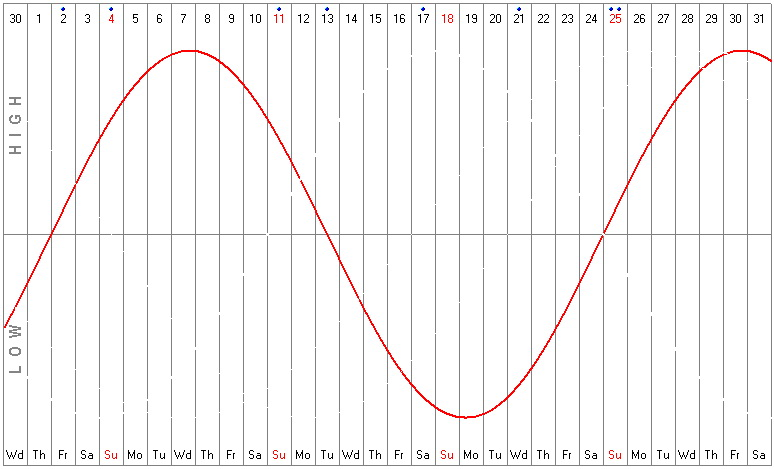 30 1 2 3 4 5 6 7 8 9 10 11 12 13 14 15 16 17 18 19 20 21 22 23 24 25 26 27 28 29 30 31
HIGH
LOW
Wd Th Fr Sa Su Mo Tu Wd Th Fr Sa Su Mo Tu Wd Th Fr Sa Su Mo Tu Wd Th Fr Sa Su Mo Tu Wd Th Fr Sa